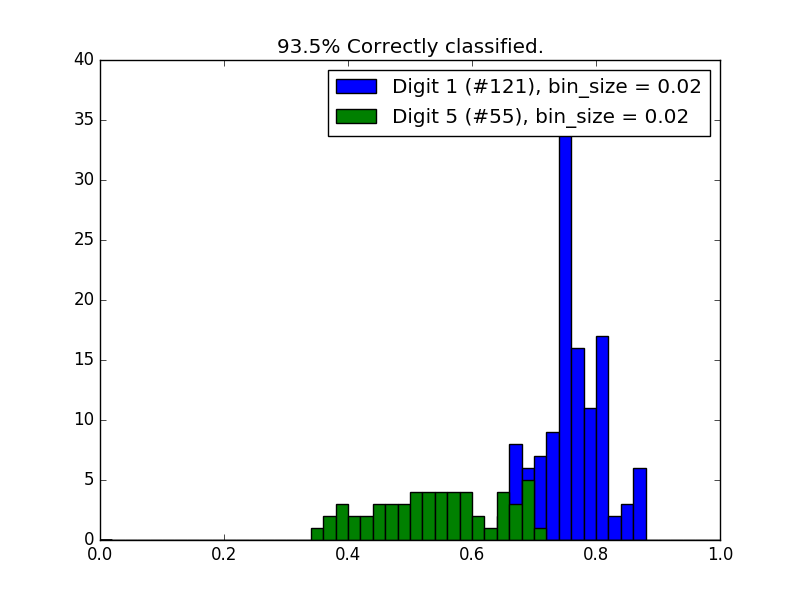 93.5% Correctly classified.
Digit 1 (#121), bin_size = 0.02
Digit 5 (#55), bin_size = 0.02
40
35
30
25
20
15
10
5
0
0.0 0.2 0.4 0.6 0.8 1.0